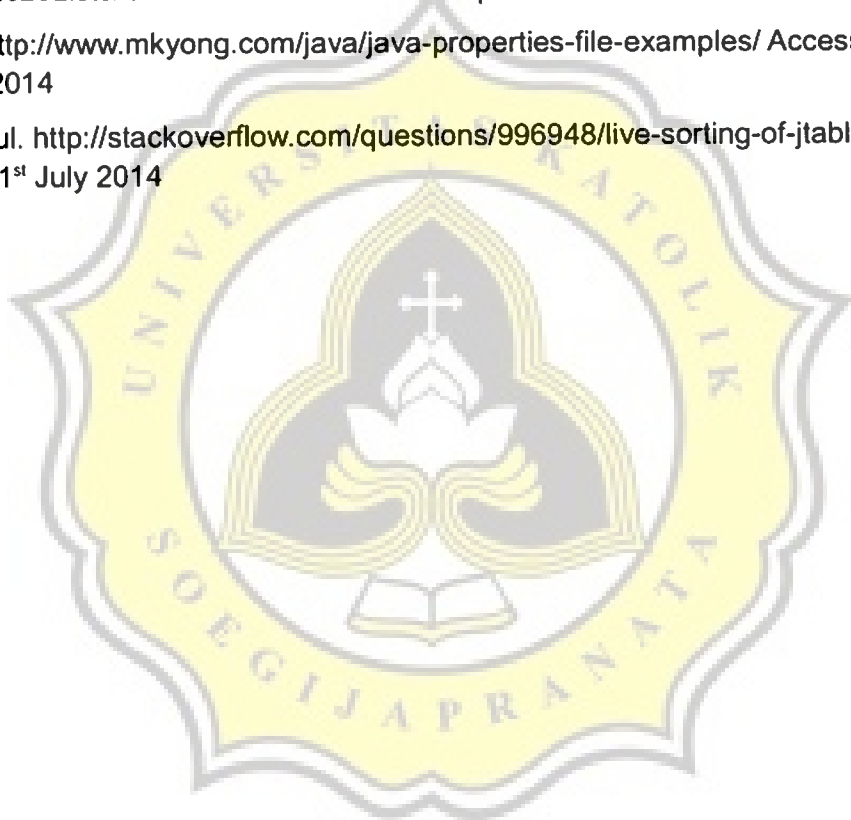 ttp://www.mkyong.com/java/java-properties-file-examples/ Access
2014
ul. http://stackoverflow.com/questions/996948/live-sorting-of-jtabl
1st July 2014
UNIVERSITAS KATOLIK
SOEGIJAPRANATA